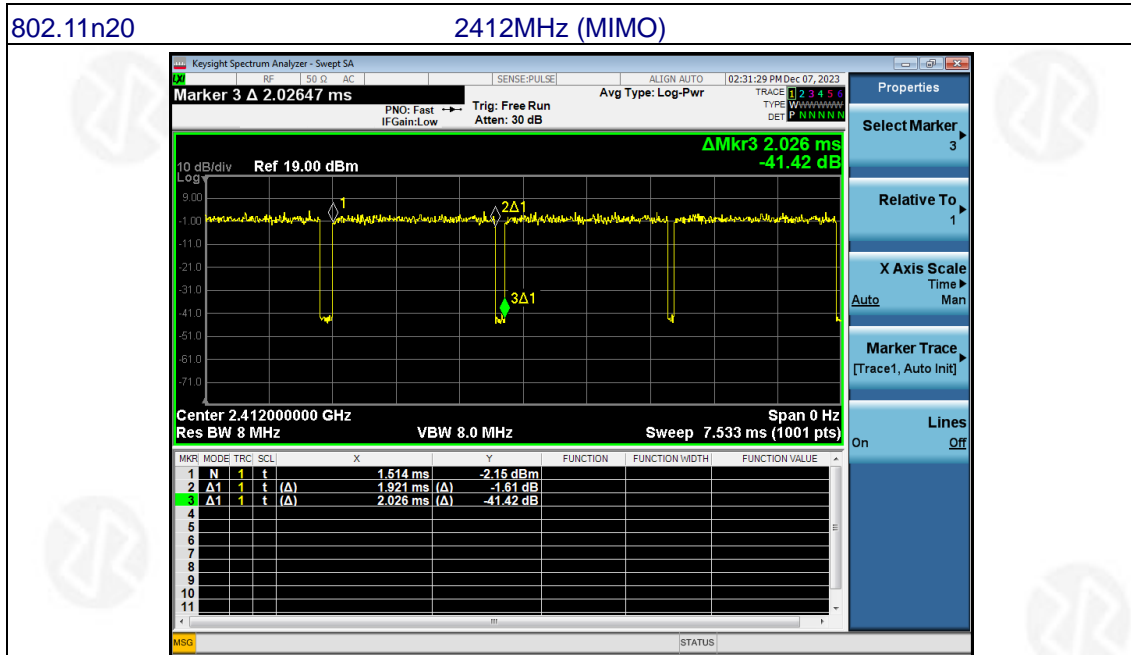 802.11n20 2412MHz (MIMO)
Keysight Spectrum Analyzer - Swept SA
LXI RF 50 Ω AC SENSE:PULSE ALIGN AUTO 02:31:29 PM Dec 07, 2023
Marker 3 Δ 2.02647 ms
PNO: Fast Trig: Free Run
IFGain:Low Atten: 30 dB
Avg Type: Log-Pwr
TRACE 1 2 3 4 5 6
TYPE WWWWWW
DET P N N N N N
ΔMkr3 2.026 ms
-41.42 dB
10 dB/div Ref 19.00 dBm
Log
9.00
-1.00
-11.0
-21.0
-31.0
-41.0
-51.0
-61.0
-71.0
1
2Δ1
3Δ1
Center 2.412000000 GHz Span 0 Hz
Res BW 8 MHz VBW 8.0 MHz Sweep 7.533 ms (1001 pts)
MKR MODE TRC SCL X Y FUNCTION FUNCTION WIDTH FUNCTION VALUE
1 N 1 t 1.514 ms -2.15 dBm
2 Δ1 1 t (Δ) 1.921 ms (Δ) -1.61 dB
3 Δ1 1 t (Δ) 2.026 ms (Δ) -41.42 dB
4
5
6
7
8
9
10
11
MSG STATUS
Properties
Select Marker
3
Relative To
1
X Axis Scale
Time
Auto Man
Marker Trace
[Trace1, Auto Init]
Lines
On Off